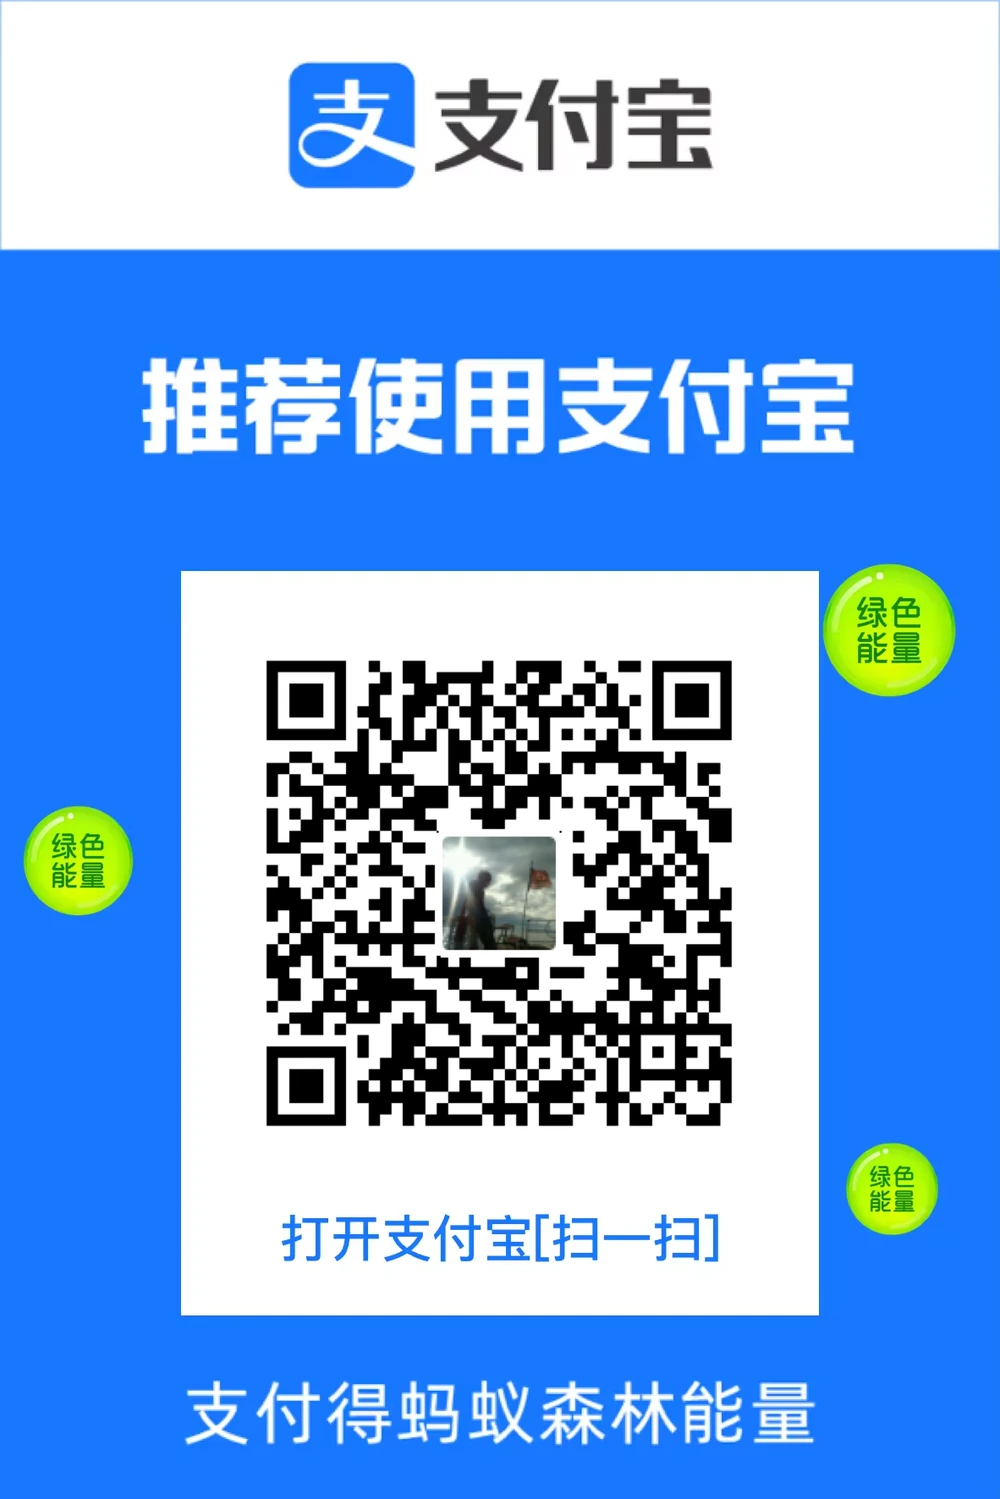 支付宝
推荐使用支付宝
绿色
能量
绿色
能量
打开支付宝[扫一扫]
绿色
能量
支付得蚂蚁森林能量